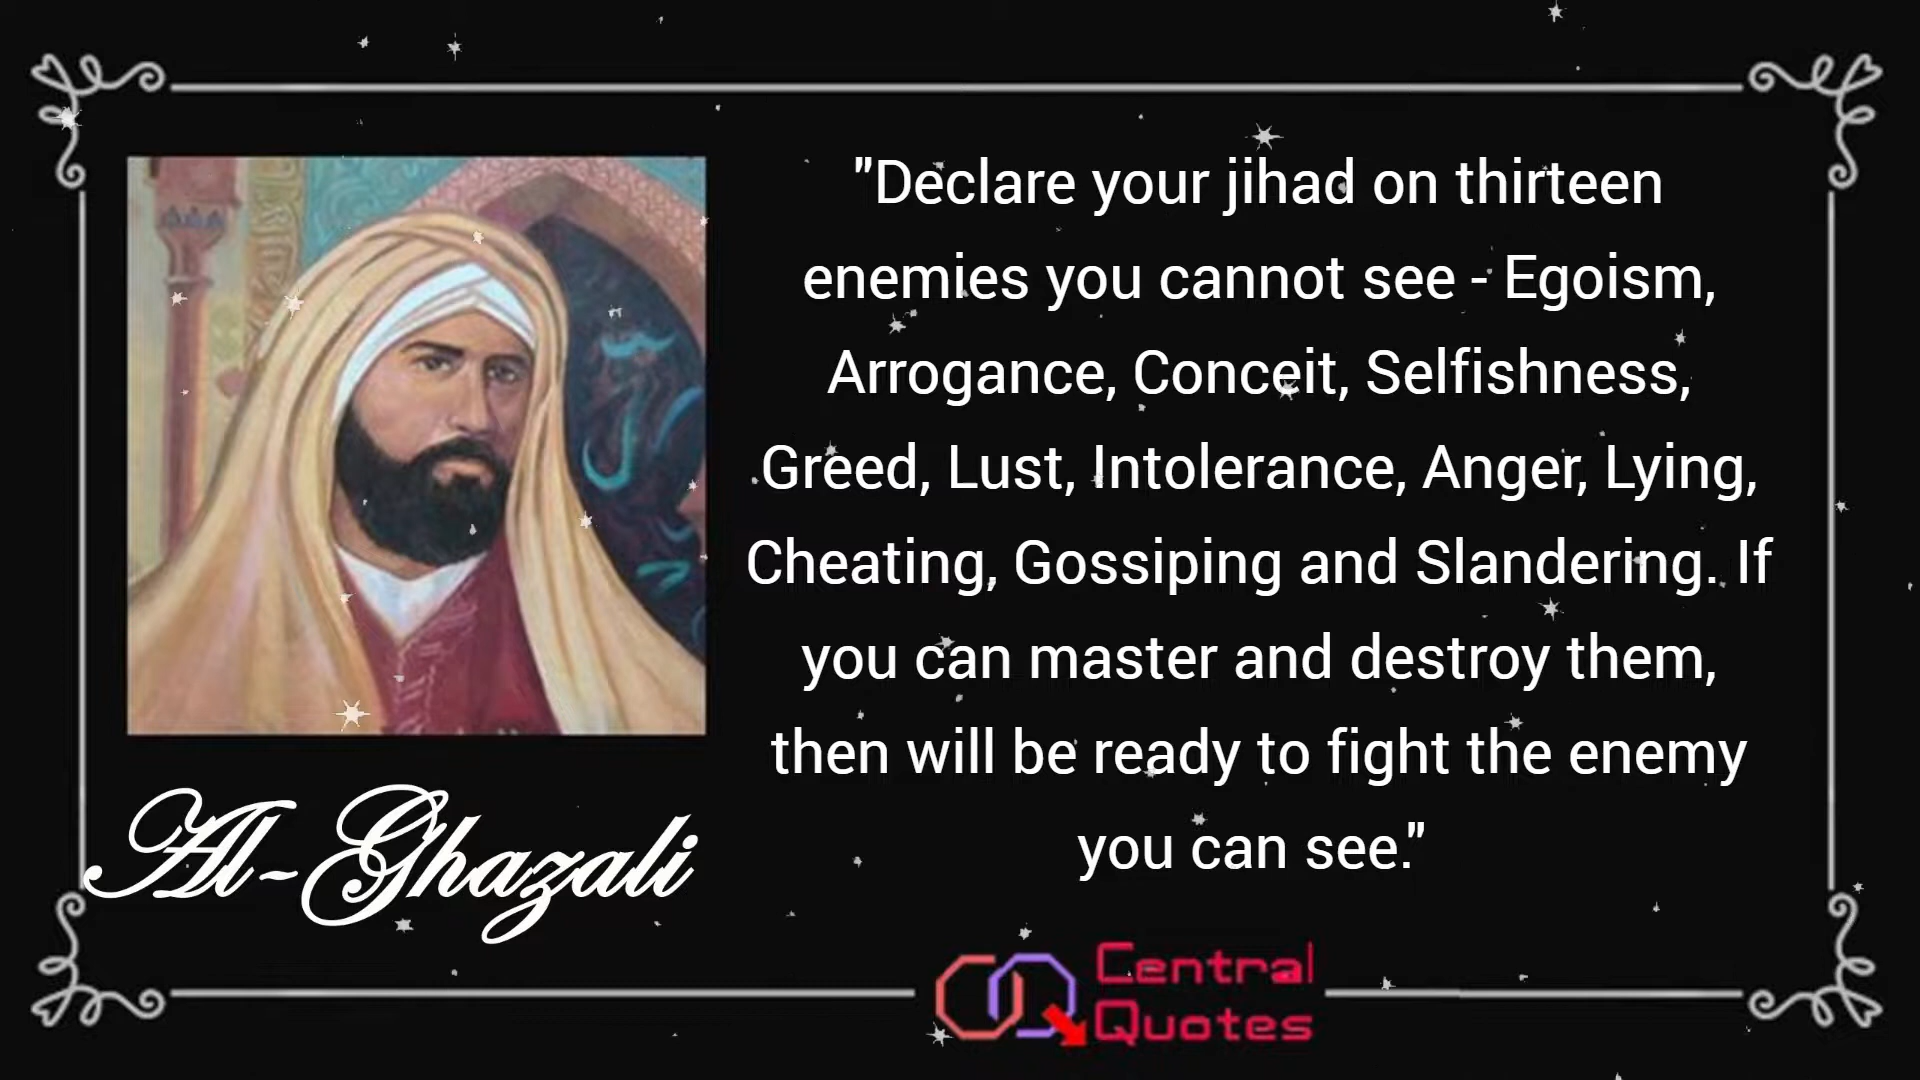 "Declare your jihad on thirteen
enemies you cannot see - Egoism,
Arrogance, Conceit, Selfishness,
Greed, Lust, Intolerance, Anger, Lying,
Cheating, Gossiping and Slandering. If
you can master and destroy them,
then will be ready to fight the enemy
you can see."
Al-Ghazali
Central
Quotes